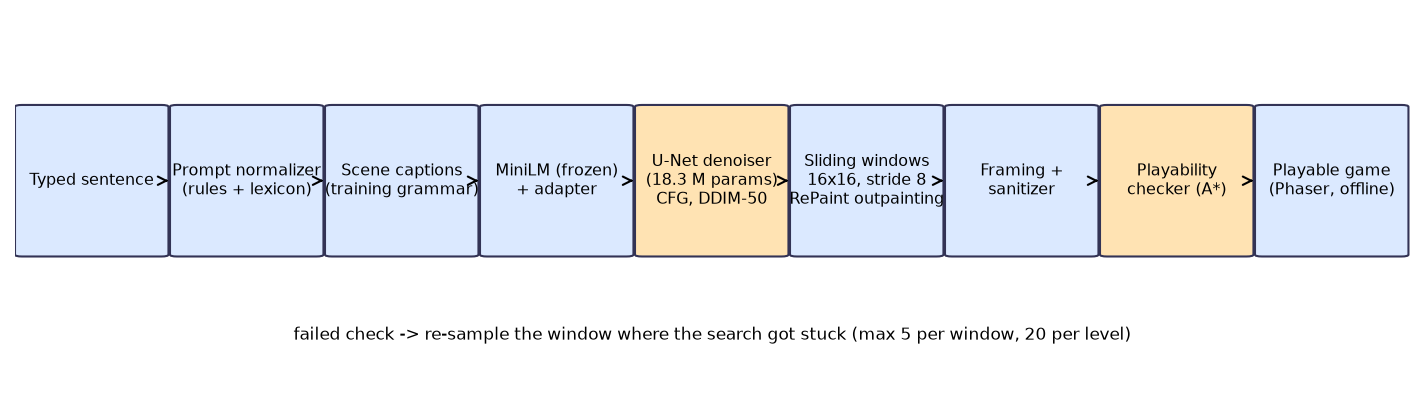 Typed sentence
Prompt normalizer
(rules + lexicon)
Scene captions
(training grammar)
MiniLM (frozen)
+ adapter
U-Net denoiser
(18.3 M params)
CFG, DDIM-50
Sliding windows
16x16, stride 8
RePaint outpainting
Framing +
sanitizer
Playability
checker (A*)
Playable game
(Phaser, offline)
failed check -> re-sample the window where the search got stuck (max 5 per window, 20 per level)